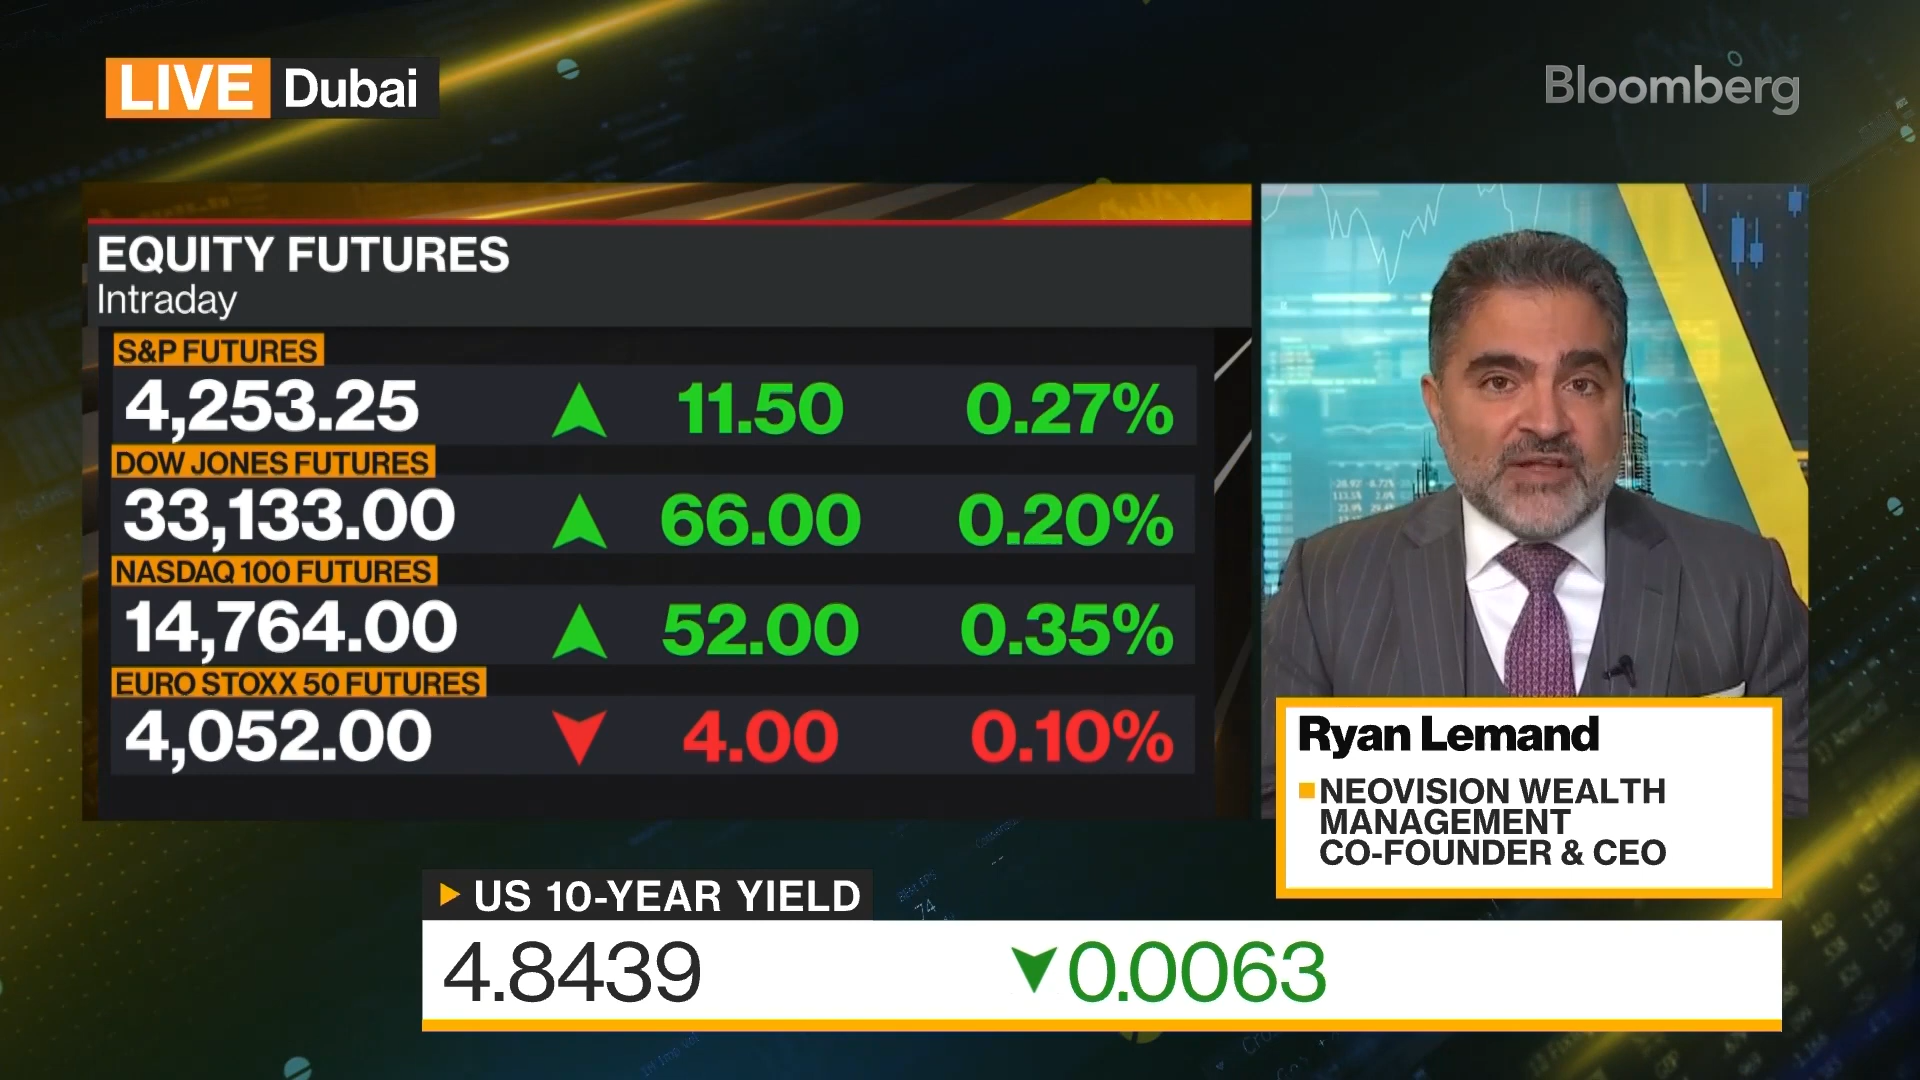 LIVE Dubai
Bloomberg
EQUITY FUTURES
Intraday
S&P FUTURES
4,253.25 11.50 0.27%
DOW JONES FUTURES
33,133.00 66.00 0.20%
NASDAQ 100 FUTURES
14,764.00 52.00 0.35%
EURO STOXX 50 FUTURES
4,052.00 4.00 0.10%
Ryan Lemand
NEOVISION WEALTH
MANAGEMENT
CO-FOUNDER & CEO
US 10-YEAR YIELD
4.8439 0.0063